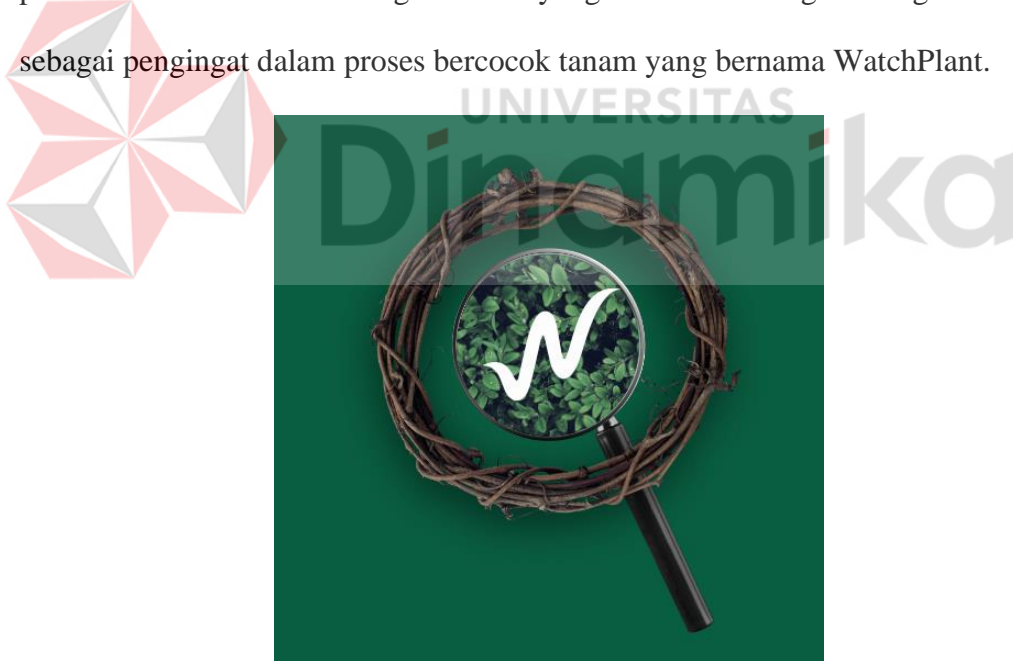 sebagai pengingat dalam proses bercocok tanam yang bernama WatchPlant.
UNIVERSITAS
Dinamika
W